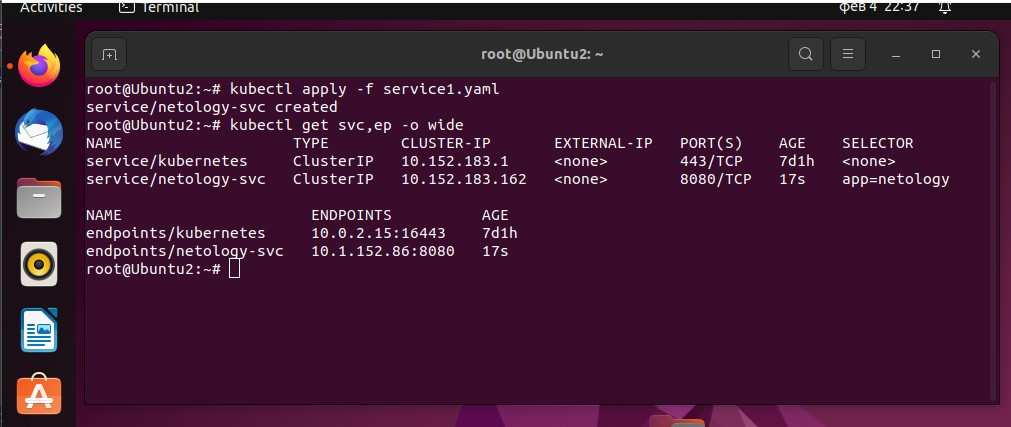 Activities Terminal фев 4 22:37
root@Ubuntu2: ~
root@Ubuntu2:~# kubectl apply -f service1.yaml
service/netology-svc created
root@Ubuntu2:~# kubectl get svc,ep -o wide
NAME TYPE CLUSTER-IP EXTERNAL-IP PORT(S) AGE SELECTOR
service/kubernetes ClusterIP 10.152.183.1 <none> 443/TCP 7d1h <none>
service/netology-svc ClusterIP 10.152.183.162 <none> 8080/TCP 17s app=netology
NAME ENDPOINTS AGE
endpoints/kubernetes 10.0.2.15:16443 7d1h
endpoints/netology-svc 10.1.152.86:8080 17s
root@Ubuntu2:~#